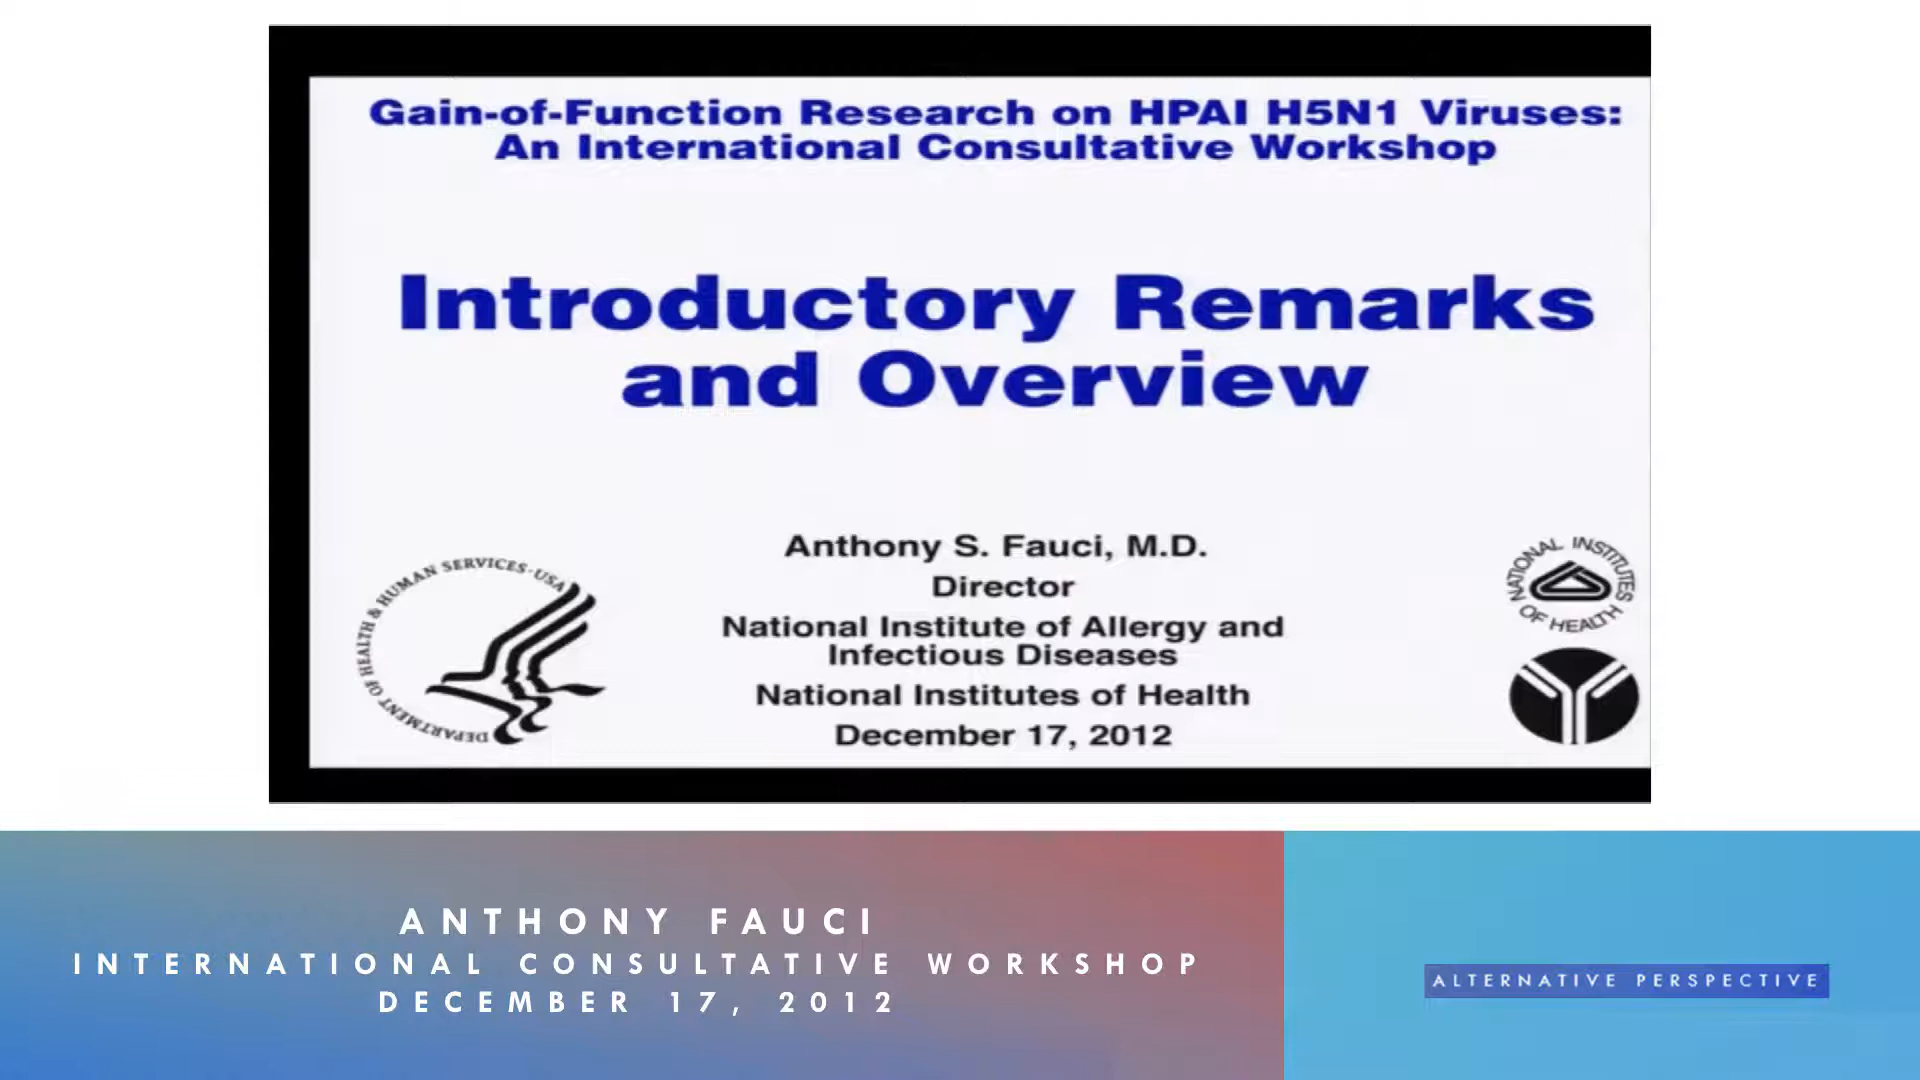 Gain-of-Function Research on HPAI H5N1 Viruses:
An International Consultative Workshop
Introductory Remarks
and Overview
Anthony S. Fauci, M.D.
Director
National Institute of Allergy and
Infectious Diseases
National Institutes of Health
December 17, 2012
DEPARTMENT OF HEALTH & HUMAN SERVICES·USA
NATIONAL INSTITUTES OF HEALTH
ANTHONY FAUCI
INTERNATIONAL CONSULTATIVE WORKSHOP
DECEMBER 17, 2012
ALTERNATIVE PERSPECTIVE